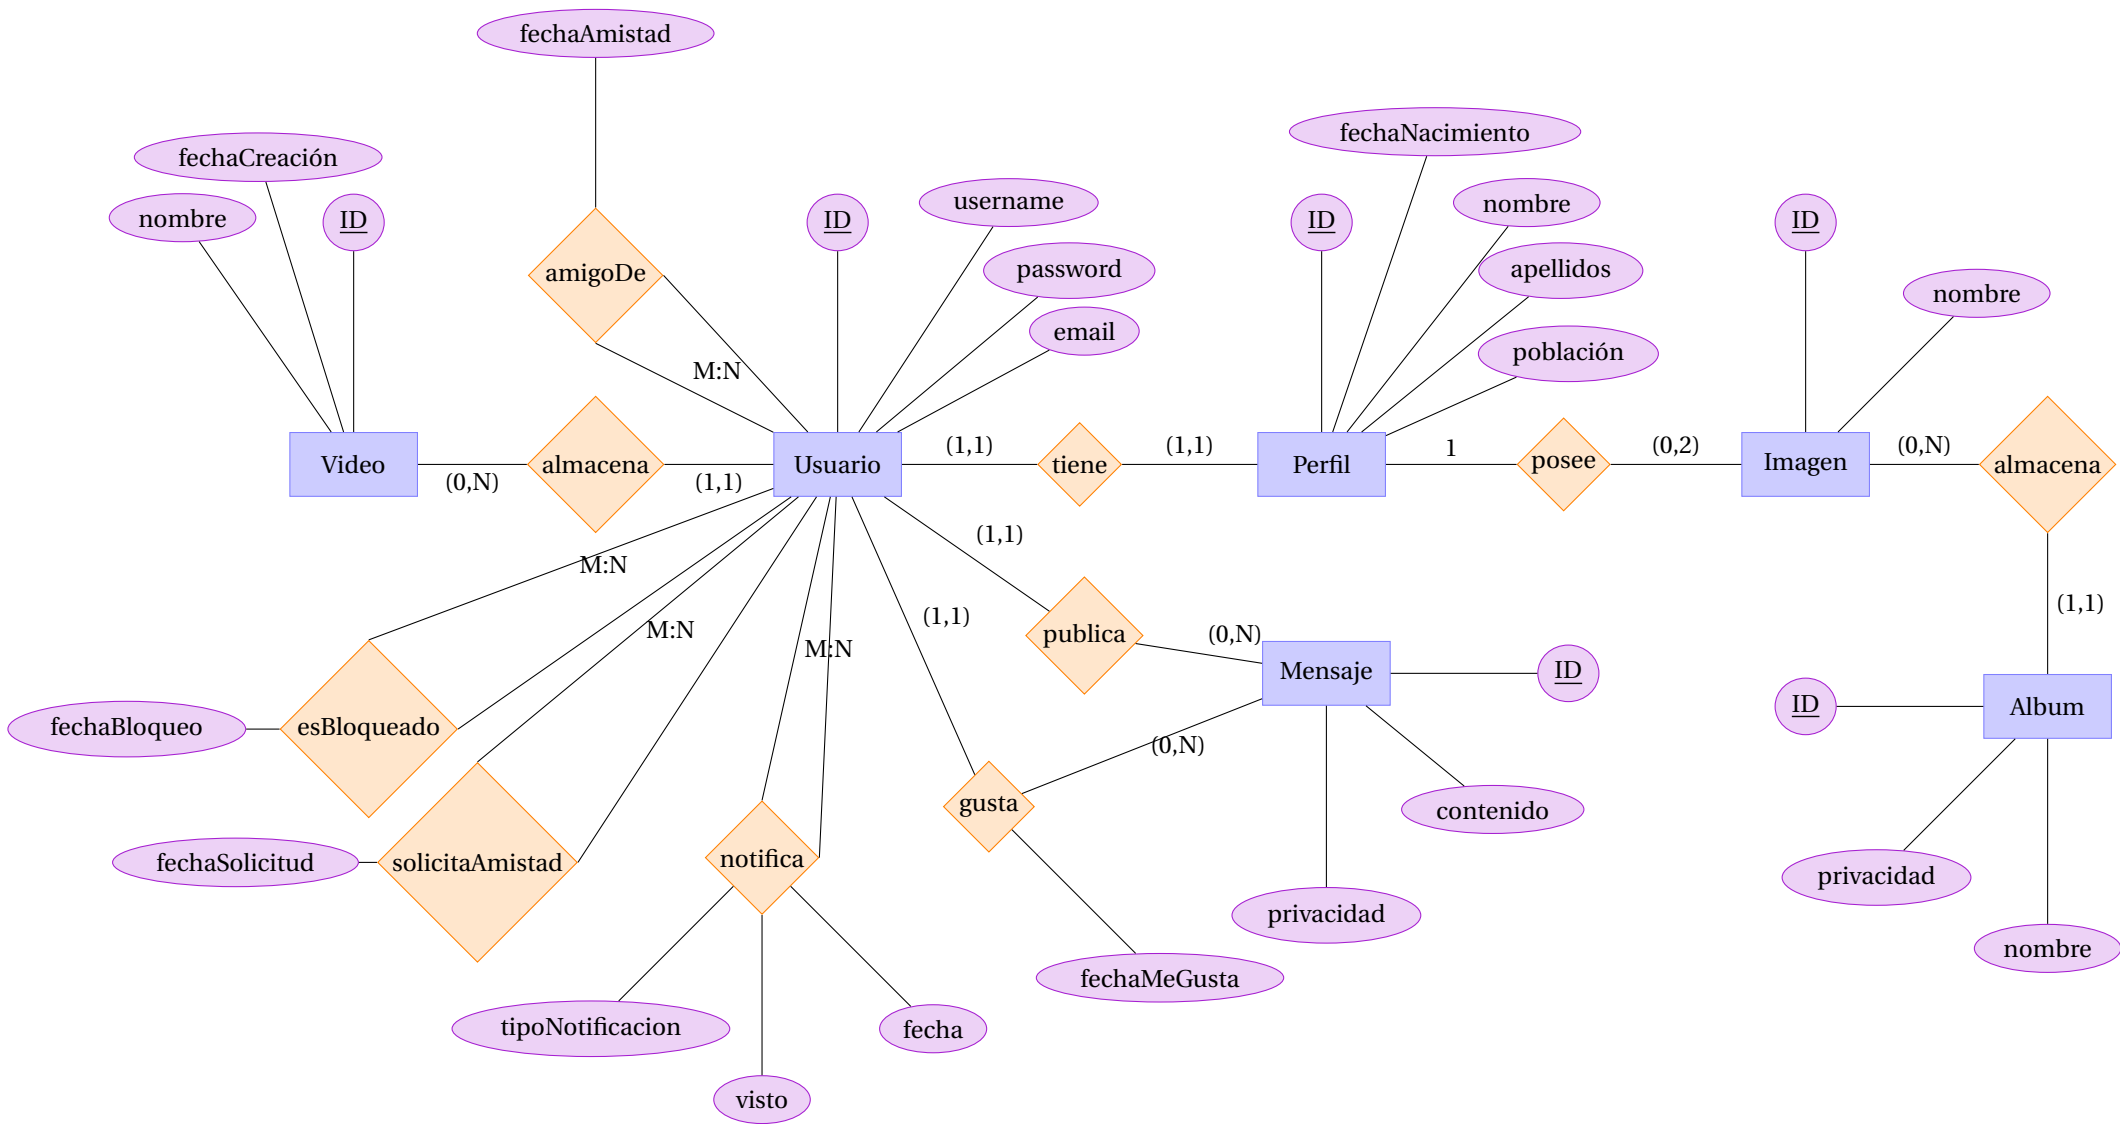 fechaAmistad
fechaNacimiento
fechaCreación
nombre
ID
ID
username
ID
nombre
ID
password
apellidos
amigoDe
nombre
email
población
M:N
Video
(0,N)
almacena
(1,1)
Usuario
(1,1)
tiene
(1,1)
Perfil
1
posee
(0,2)
Imagen
(0,N)
almacena
(1,1)
M:N
(1,1)
(1,1)
M:N
M:N
publica
(0,N)
Mensaje
ID
ID
Album
fechaBloqueo
esBloqueado
(0,N)
gusta
contenido
fechaSolicitud
solicitaAmistad
notifica
privacidad
privacidad
nombre
fechaMeGusta
tipoNotificacion
fecha
visto